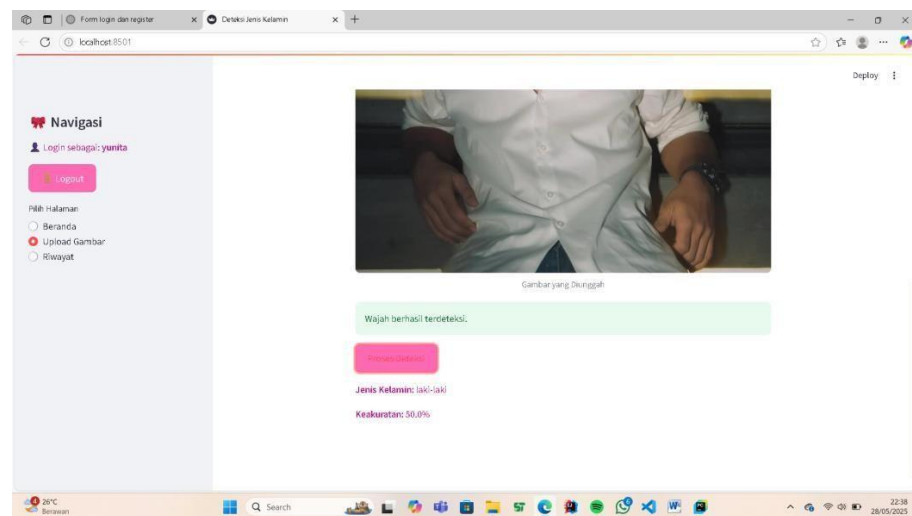 Form login dan register
Deteksi Jenis Kelamin
localhost:8501
Deploy
Navigasi
Login sebagai: yunita
Logout
Pilih Halaman
Beranda
Upload Gambar
Riwayat
Gambar yang Diunggah
Wajah berhasil terdeteksi.
Proses Deteksi
Jenis Kelamin: laki-laki
Keakuratan: 50.0%
26°C
Berawan
Search
22:38
28/05/2025